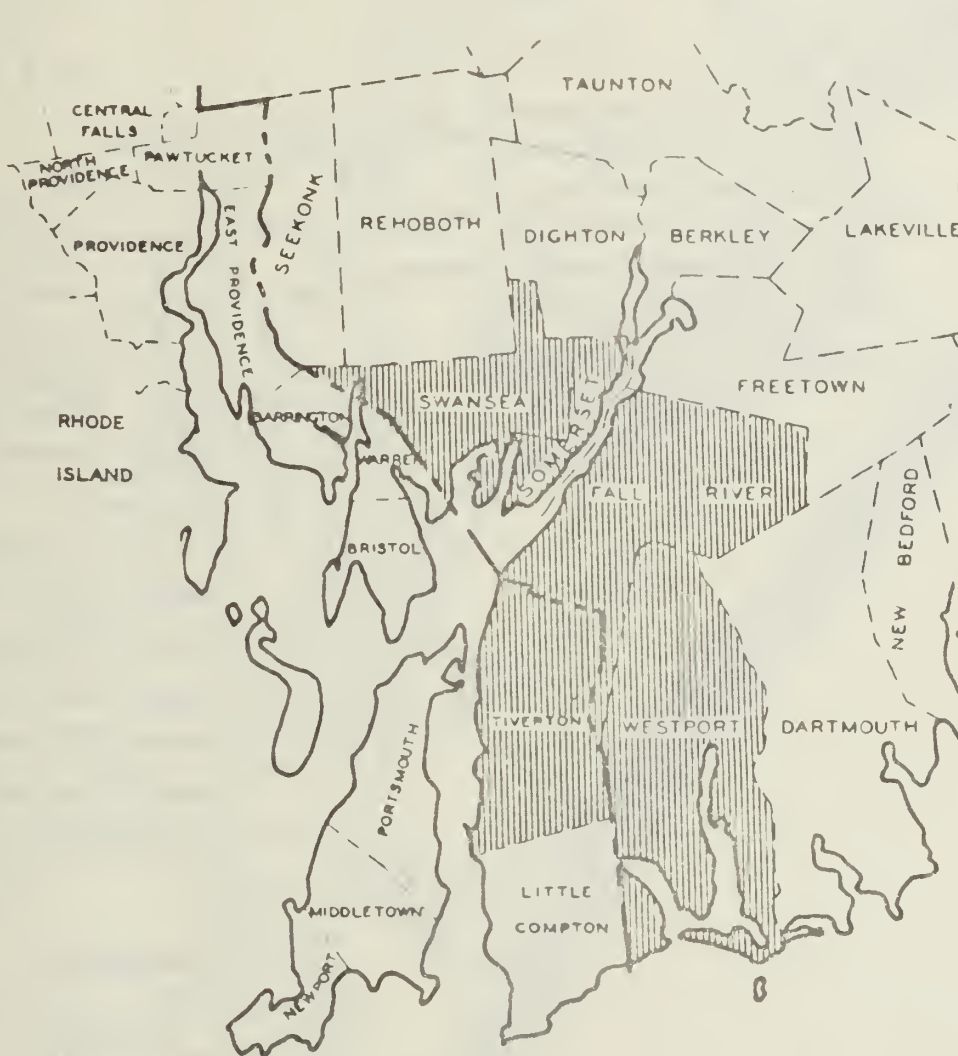 TAUNTON
CENTRAL
FALLS
PAWTUCKET
NORTH
PROVIDENCE
SEEKONK
REHOBOTH
DIGHTON
BERKLEY
LAKEVILLE
PROVIDENCE
EAST PROVIDENCE
FREETOWN
SWANSEA
SOMERSET
RHODE
ISLAND
BARRINGTON
WARREN
FALL RIVER
NEW BEDFORD
BRISTOL
TIVERTON
WESTPORT
DARTMOUTH
PORTSMOUTH
LITTLE
COMPTON
MIDDLETOWN
NEWPORT